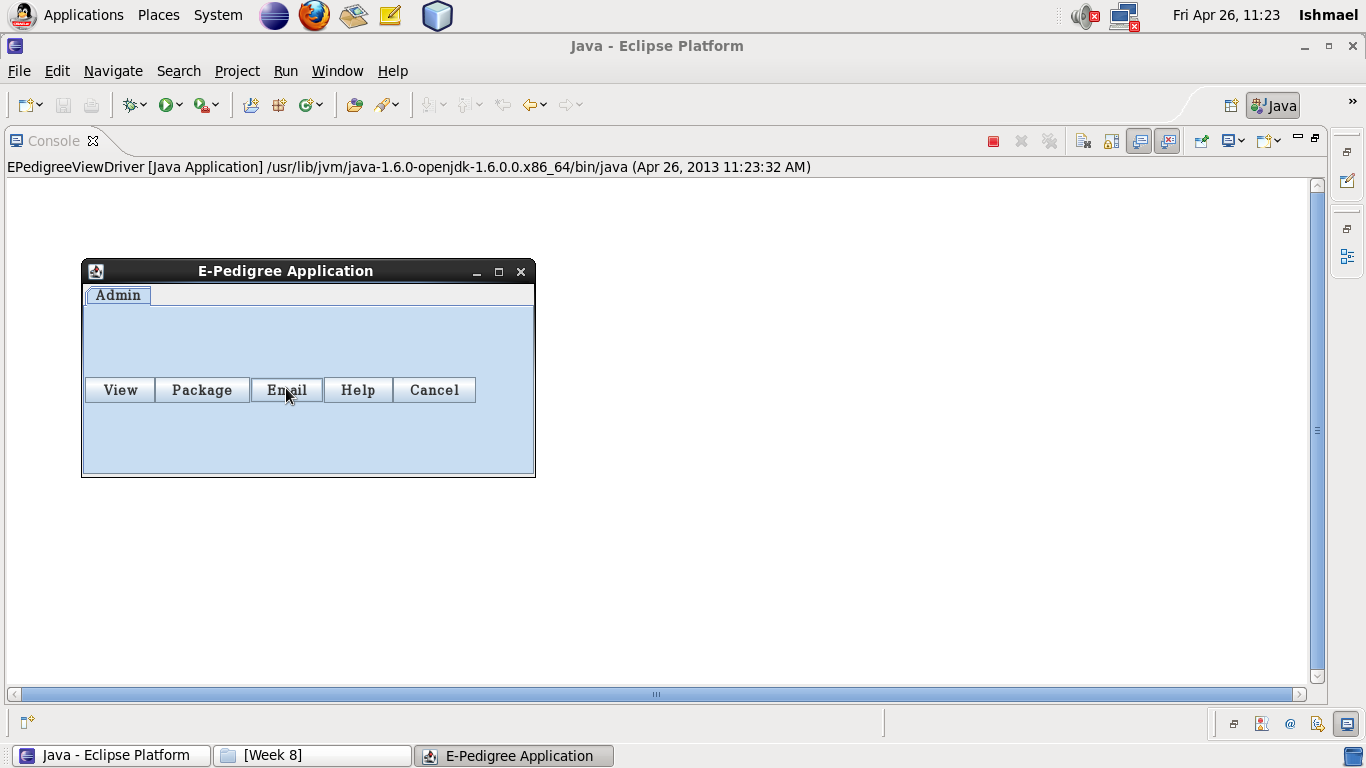 Applications Places System Fri Apr 26, 11:23 Ishmael
Java - Eclipse Platform
File Edit Navigate Search Project Run Window Help
Java »
Console
EPedigreeViewDriver [Java Application] /usr/lib/jvm/java-1.6.0-openjdk-1.6.0.0.x86_64/bin/java (Apr 26, 2013 11:23:32 AM)
E-Pedigree Application
Admin
View Package Email Help Cancel
Java - Eclipse Platform [Week 8] E-Pedigree Application